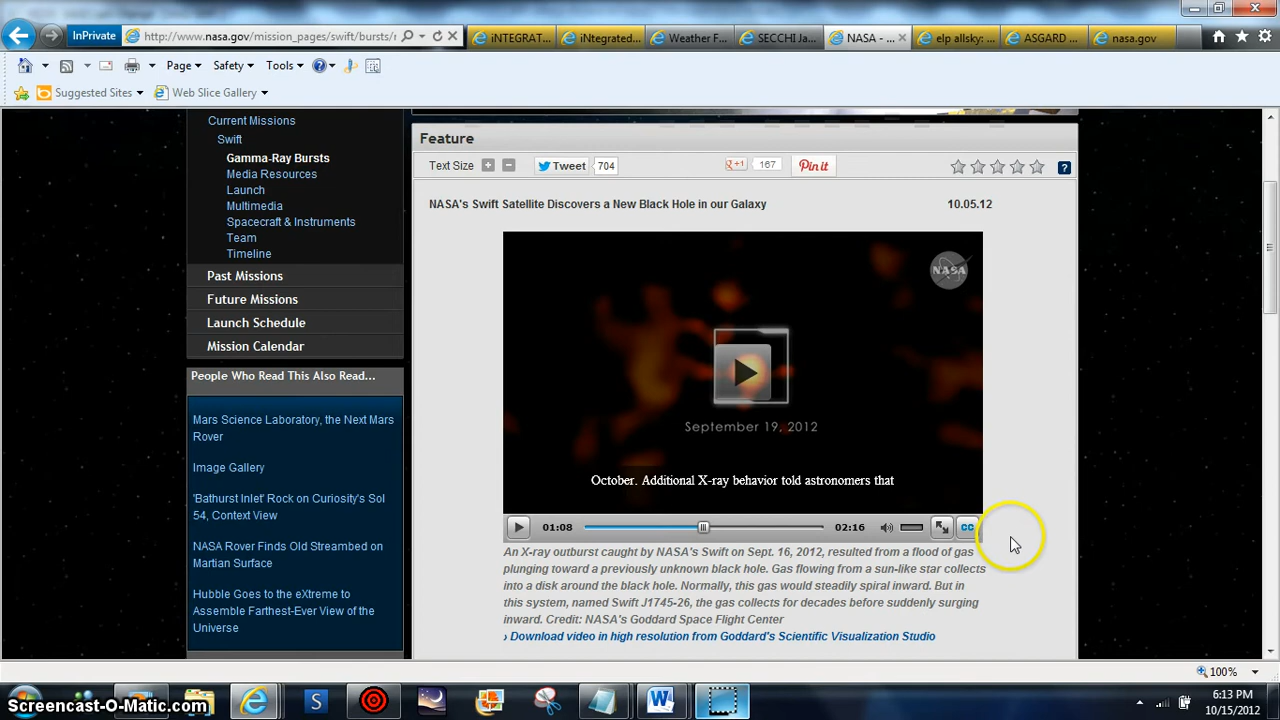 InPrivate
http://www.nasa.gov/mission_pages/swift/bursts/r
iNTEGRAT...
iNtegrated...
Weather F...
SECCHI Ja...
NASA - ...
elp allsky: ...
ASGARD ...
nasa.gov
Page
Safety
Tools
Suggested Sites
Web Slice Gallery
Current Missions
Swift
Gamma-Ray Bursts
Media Resources
Launch
Multimedia
Spacecraft & Instruments
Team
Timeline
Past Missions
Future Missions
Launch Schedule
Mission Calendar
People Who Read This Also Read...
Mars Science Laboratory, the Next Mars
Rover
Image Gallery
'Bathurst Inlet' Rock on Curiosity's Sol
54, Context View
NASA Rover Finds Old Streambed on
Martian Surface
Hubble Goes to the eXtreme to
Assemble Farthest-Ever View of the
Universe
Feature
Text Size + -
Tweet 704
g +1 167
Pin it
?
NASA's Swift Satellite Discovers a New Black Hole in our Galaxy 10.05.12
NASA
September 19, 2012
October. Additional X-ray behavior told astronomers that
01:08 02:16 CC
An X-ray outburst caught by NASA's Swift on Sept. 16, 2012, resulted from a flood of gas
plunging toward a previously unknown black hole. Gas flowing from a sun-like star collects
into a disk around the black hole. Normally, this gas would steadily spiral inward. But in
this system, named Swift J1745-26, the gas collects for decades before suddenly surging
inward. Credit: NASA's Goddard Space Flight Center
› Download video in high resolution from Goddard's Scientific Visualization Studio
100%
Screencast-O-Matic.com
6:13 PM
10/15/2012